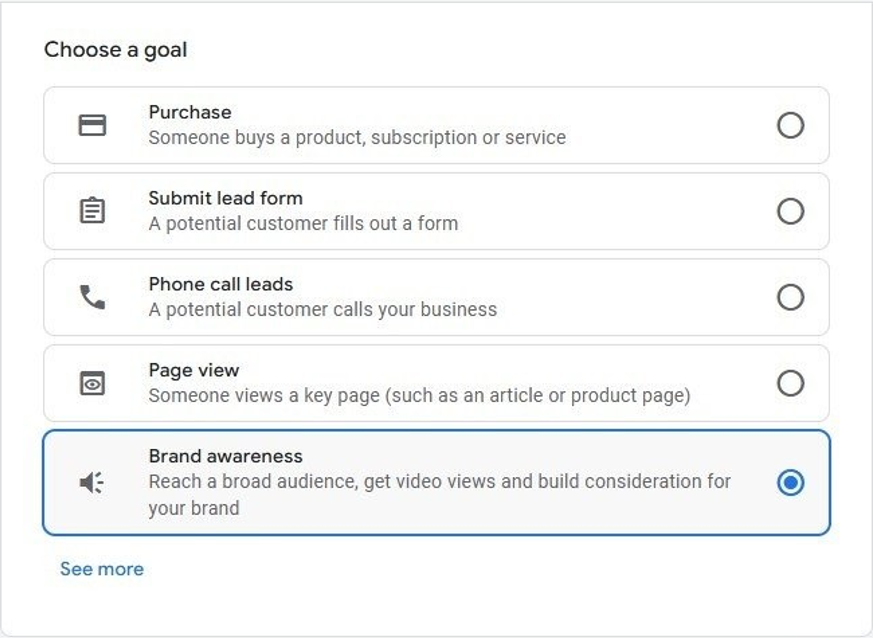 Choose a goal
Purchase
Someone buys a product, subscription or service
Submit lead form
A potential customer fills out a form
Phone call leads
A potential customer calls your business
Page view
Someone views a key page (such as an article or product page)
Brand awareness
Reach a broad audience, get video views and build consideration for
your brand
See more